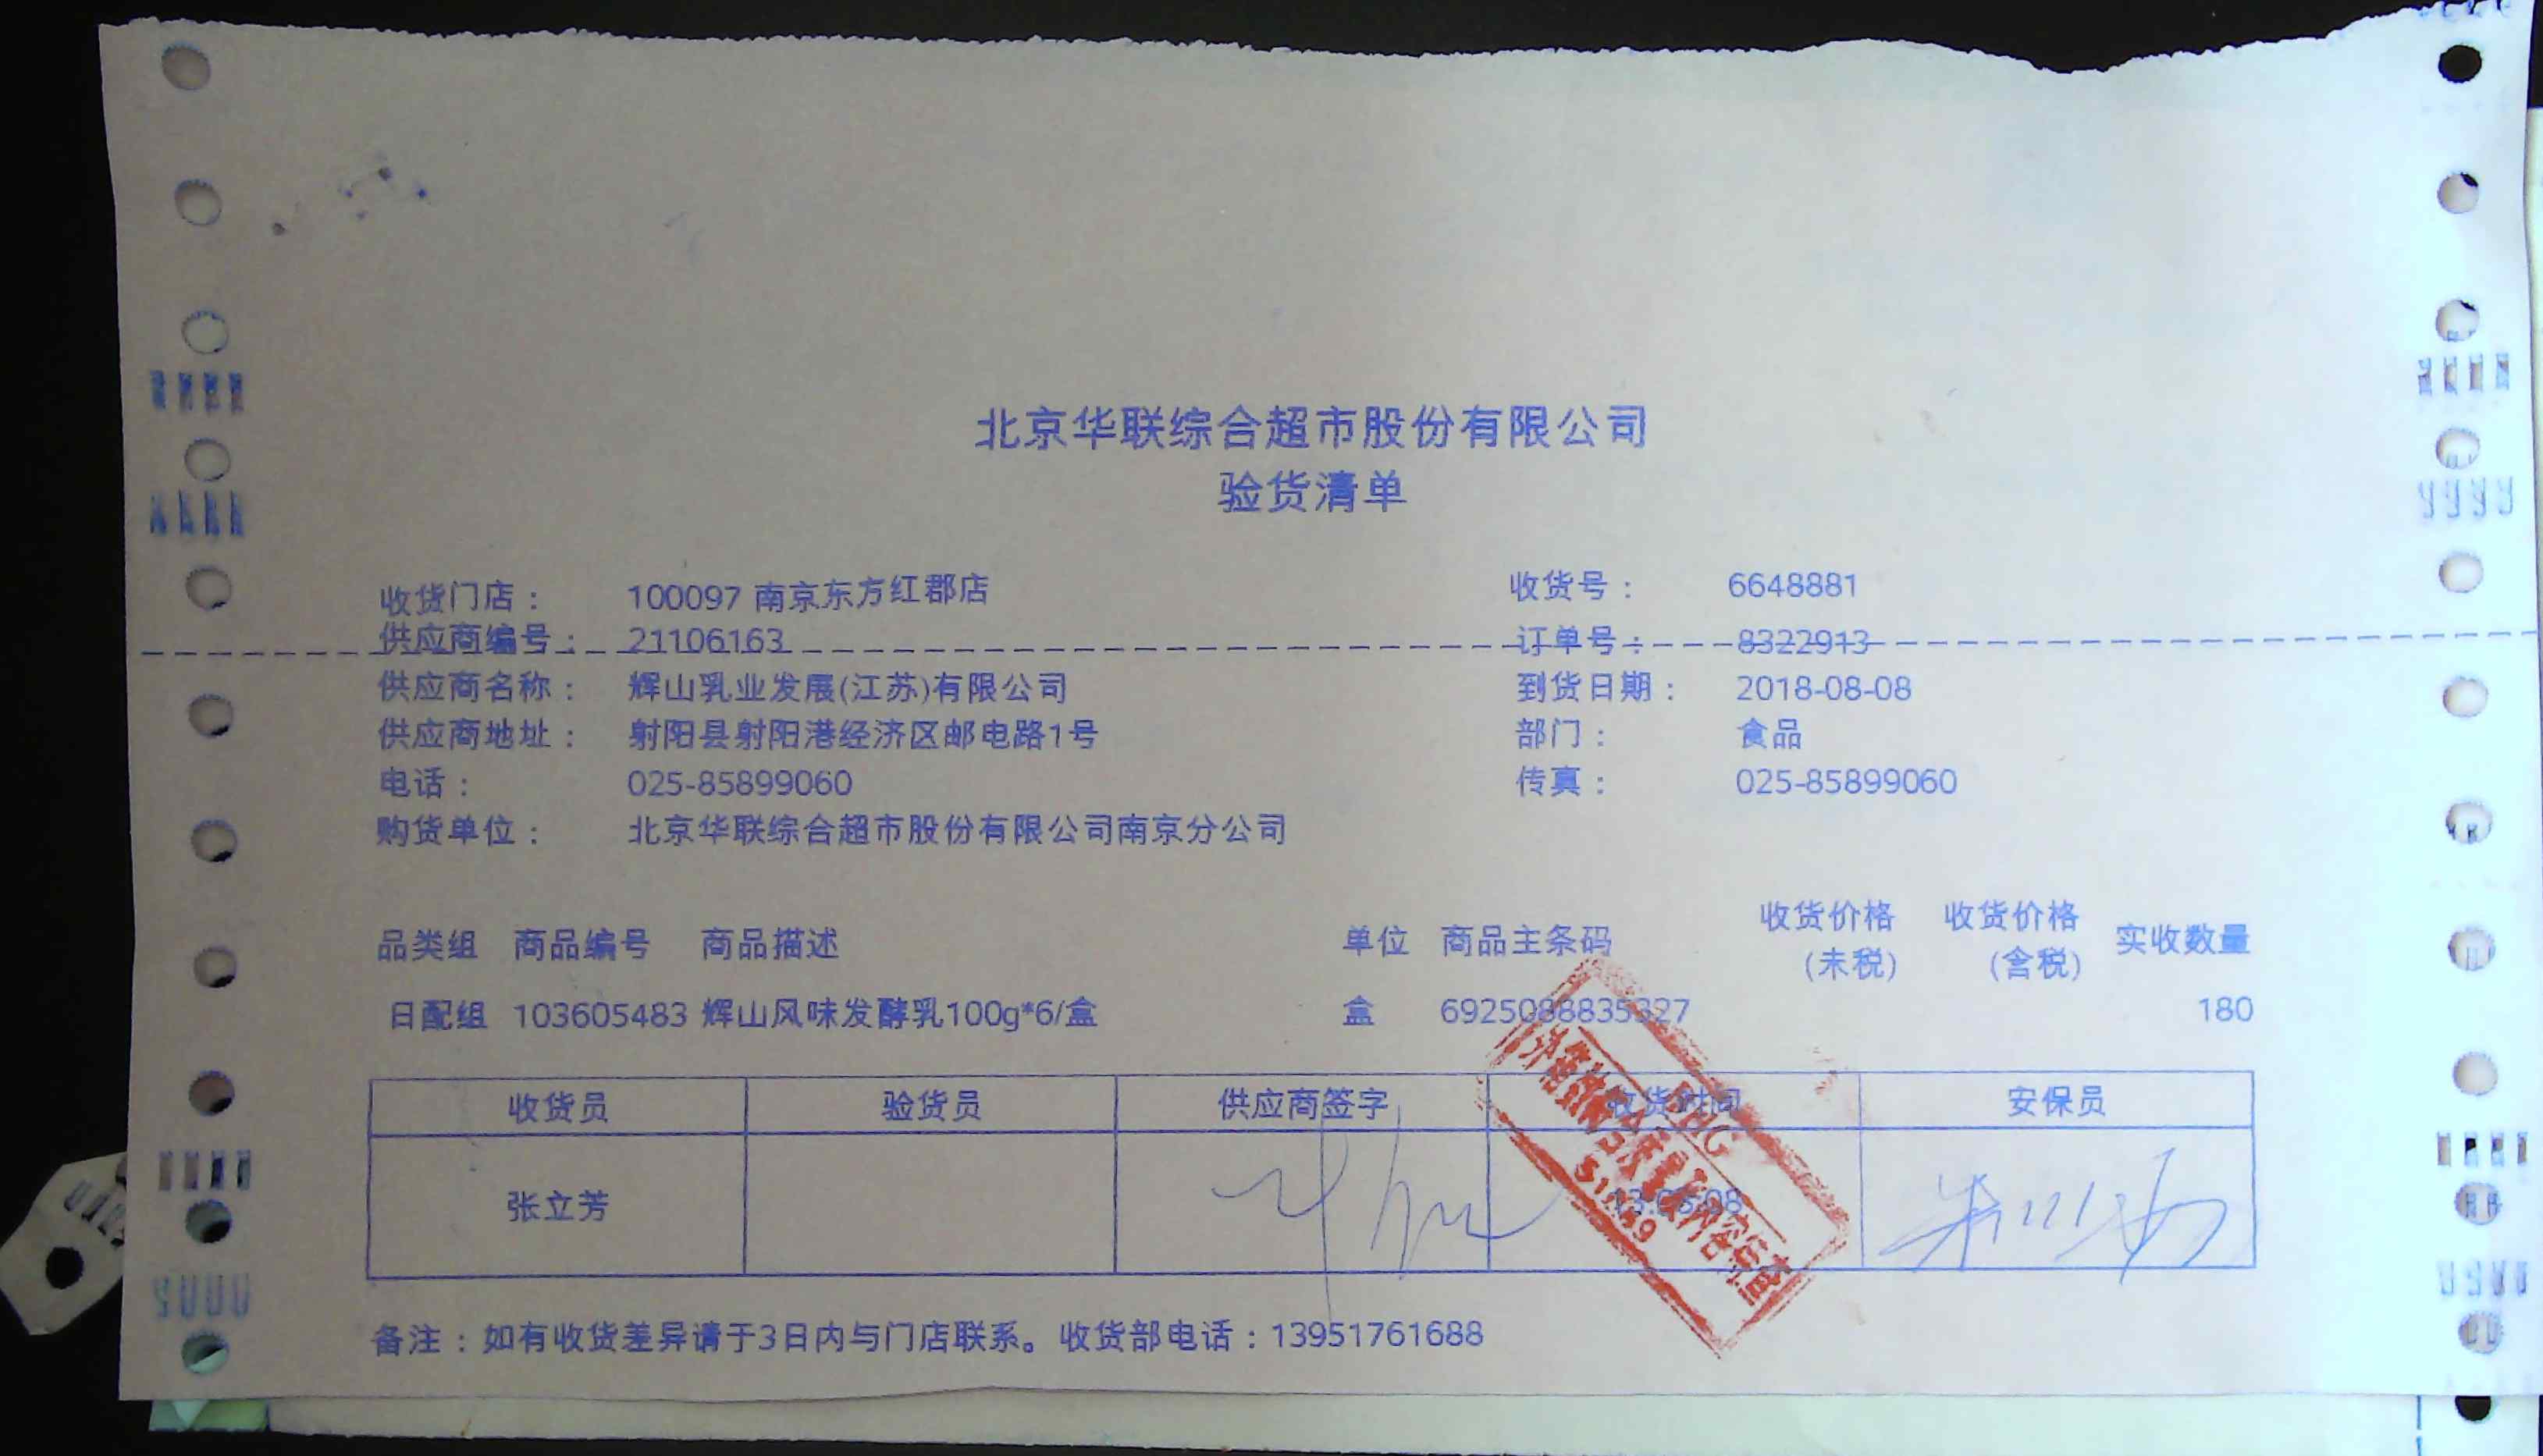 北京华联综合超市股份有限公司
验货清单
收货门店： 100097 南京东方红郡店 收货号： 6648881
供应商编号： 21106163 订单号： 8322913
供应商名称： 辉山乳业发展(江苏)有限公司 到货日期： 2018-08-08
供应商地址： 射阳县射阳港经济区邮电路1号 部门： 食品
电话： 025-85899060 传真： 025-85899060
购货单位： 北京华联综合超市股份有限公司南京分公司
品类组 商品编号 商品描述 单位 商品主条码 收货价格(未税) 收货价格(含税) 实收数量
日配组 103605483 辉山风味发酵乳100g*6/盒 盒 6925088835327 180
收货员 验货员 供应商签字 收货时间 安保员
张立芳
BHG
备注：如有收货差异请于3日内与门店联系。收货部电话：13951761688